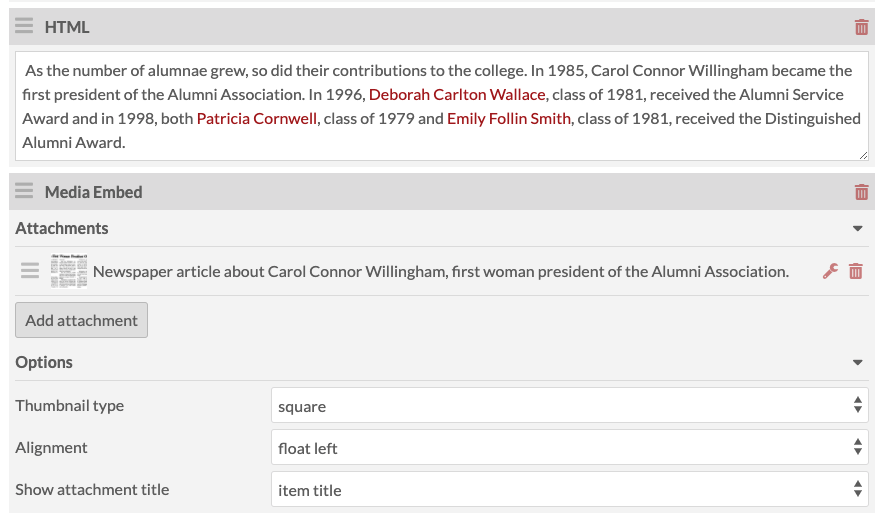 HTML
As the number of alumnae grew, so did their contributions to the college. In 1985, Carol Connor Willingham became the
first president of the Alumni Association. In 1996, Deborah Carlton Wallace, class of 1981, received the Alumni Service
Award and in 1998, both Patricia Cornwell, class of 1979 and Emily Follin Smith, class of 1981, received the Distinguished
Alumni Award.
Media Embed
Attachments
Newspaper article about Carol Connor Willingham, first woman president of the Alumni Association.
Add attachment
Options
Thumbnail type
square
Alignment
float left
Show attachment title
item title